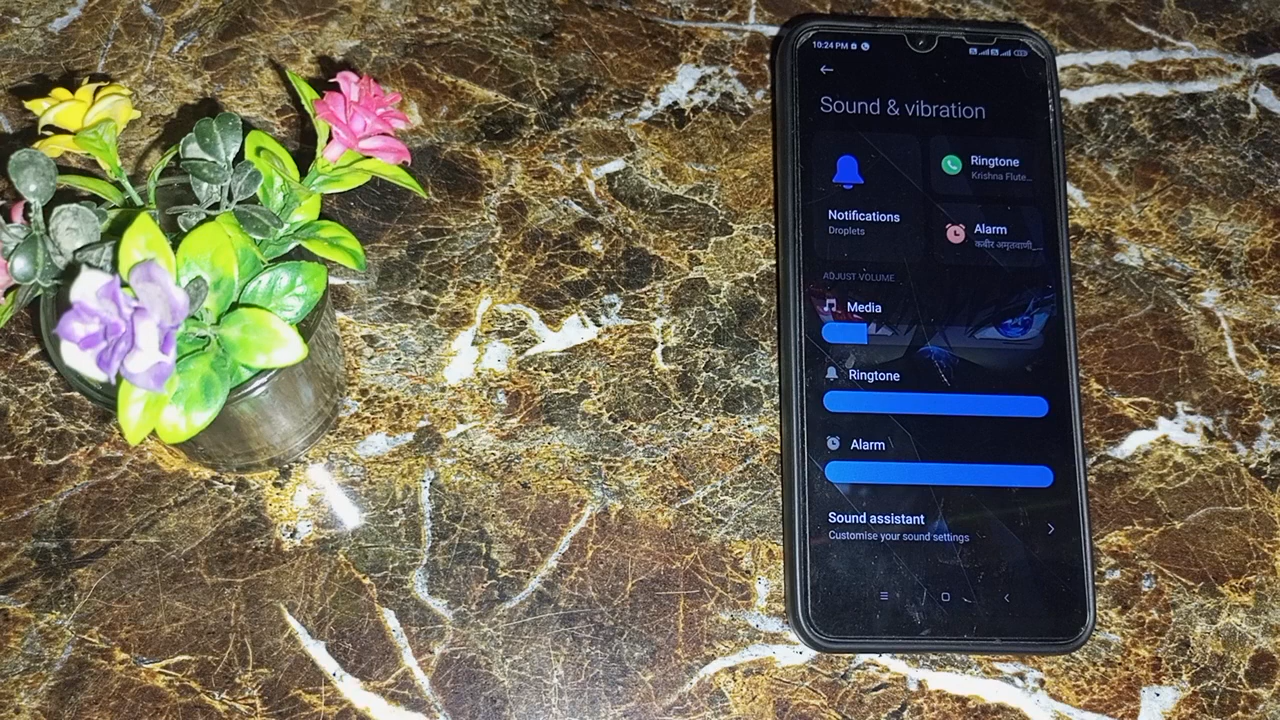 10:24 PM
Sound & vibration
Notifications
Droplets
Ringtone
Krishna Flute...
Alarm
कबीर अमृतवाणी_...
ADJUST VOLUME
Media
Ringtone
Alarm
Sound assistant
Customise your sound settings